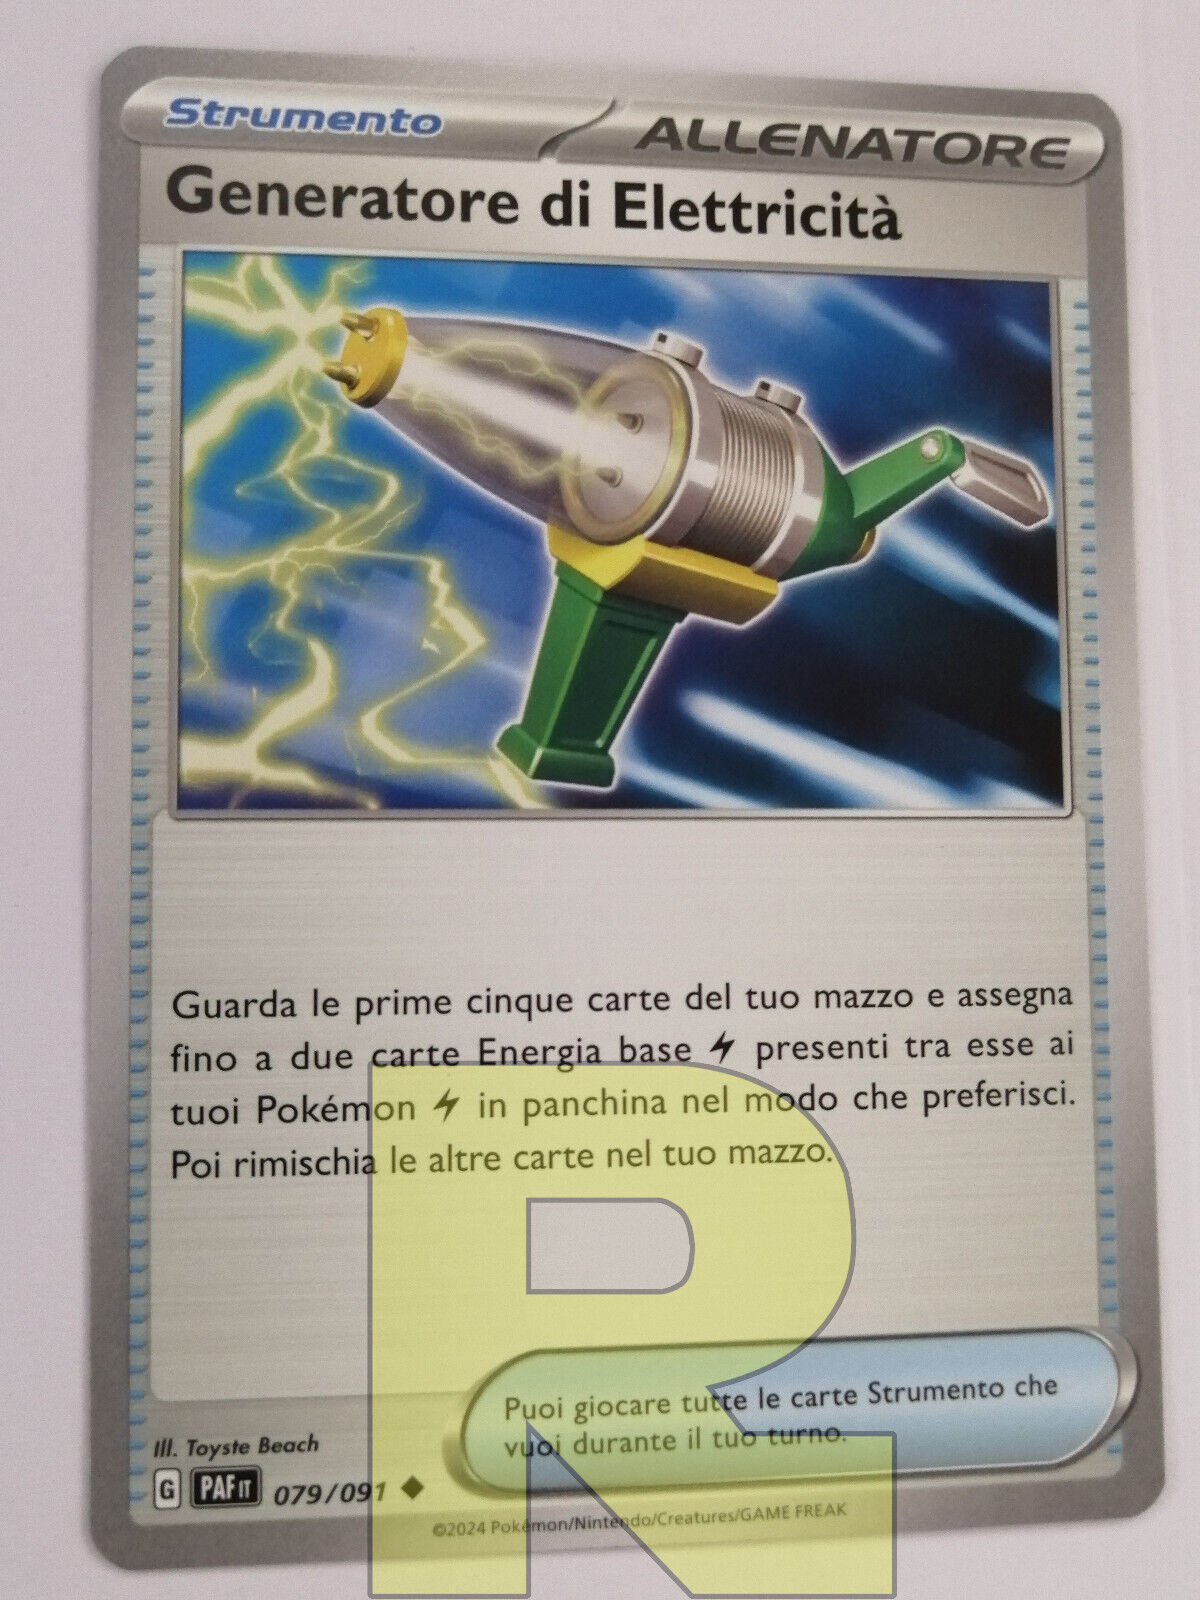 Strumento
ALLENATORE
Generatore di Elettricità
Guarda le prime cinque carte del tuo mazzo e assegna
fino a due carte Energia base presenti tra esse ai
tuoi Pokémon in panchina nel modo che preferisci.
Poi rimischia le altre carte nel tuo mazzo.
Puoi giocare tutte le carte Strumento che
vuoi durante il tuo turno.
Ill. Toyste Beach
G PAF IT 079/091
©2024 Pokémon/Nintendo/Creatures/GAME FREAK
R